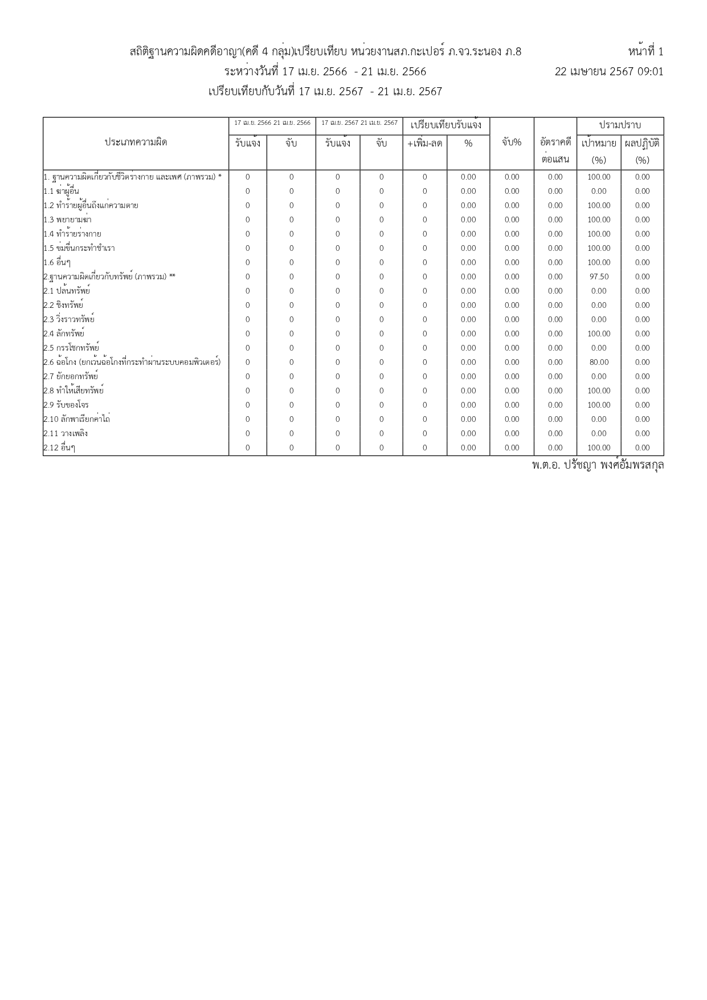 สถิติฐานความผิดคดีอาญา(คดี 4 กลุ่ม)เปรียบเทียบ หน่วยงานสภ.กะเปอร์ ภ.จว.ระนอง ภ.8 หน้าที่ 1
ระหว่างวันที่ 17 เม.ย. 2566 - 21 เม.ย. 2566 22 เมษายน 2567 09:01
เปรียบเทียบกับวันที่ 17 เม.ย. 2567 - 21 เม.ย. 2567
17 เม.ย. 2566 21 เม.ย. 2566 17 เม.ย. 2567 21 เม.ย. 2567 เปรียบเทียบรับแจ้ง ปรามปราบ
ประเภทความผิด รับแจ้ง จับ รับแจ้ง จับ +เพิ่ม-ลด % จับ% อัตราคดี เป้าหมาย ผลปฏิบัติ
ต่อแสน (%) (%)
1. ฐานความผิดเกี่ยวกับชีวิตร่างกาย และเพศ (ภาพรวม) * 0 0 0 0 0 0.00 0.00 0.00 100.00 0.00
1.1 ฆ่าผู้อื่น 0 0 0 0 0 0.00 0.00 0.00 0.00 0.00
1.2 ทำร้ายผู้อื่นถึงแก่ความตาย 0 0 0 0 0 0.00 0.00 0.00 100.00 0.00
1.3 พยายามฆ่า 0 0 0 0 0 0.00 0.00 0.00 100.00 0.00
1.4 ทำร้ายร่างกาย 0 0 0 0 0 0.00 0.00 0.00 100.00 0.00
1.5 ข่มขืนกระทำชำเรา 0 0 0 0 0 0.00 0.00 0.00 100.00 0.00
1.6 อื่นๆ 0 0 0 0 0 0.00 0.00 0.00 100.00 0.00
2.ฐานความผิดเกี่ยวกับทรัพย์ (ภาพรวม) ** 0 0 0 0 0 0.00 0.00 0.00 97.50 0.00
2.1 ปล้นทรัพย์ 0 0 0 0 0 0.00 0.00 0.00 0.00 0.00
2.2 ชิงทรัพย์ 0 0 0 0 0 0.00 0.00 0.00 0.00 0.00
2.3 วิ่งราวทรัพย์ 0 0 0 0 0 0.00 0.00 0.00 0.00 0.00
2.4 ลักทรัพย์ 0 0 0 0 0 0.00 0.00 0.00 100.00 0.00
2.5 กรรโชกทรัพย์ 0 0 0 0 0 0.00 0.00 0.00 0.00 0.00
2.6 ฉ้อโกง (ยกเว้นฉ้อโกงที่กระทำผ่านระบบคอมพิวเตอร์) 0 0 0 0 0 0.00 0.00 0.00 80.00 0.00
2.7 ยักยอกทรัพย์ 0 0 0 0 0 0.00 0.00 0.00 0.00 0.00
2.8 ทำให้เสียทรัพย์ 0 0 0 0 0 0.00 0.00 0.00 100.00 0.00
2.9 รับของโจร 0 0 0 0 0 0.00 0.00 0.00 100.00 0.00
2.10 ลักพาเรียกค่าไถ่ 0 0 0 0 0 0.00 0.00 0.00 0.00 0.00
2.11 วางเพลิง 0 0 0 0 0 0.00 0.00 0.00 0.00 0.00
2.12 อื่นๆ 0 0 0 0 0 0.00 0.00 0.00 100.00 0.00
พ.ต.อ. ปรัชญา พงศ์อัมพรสกุล